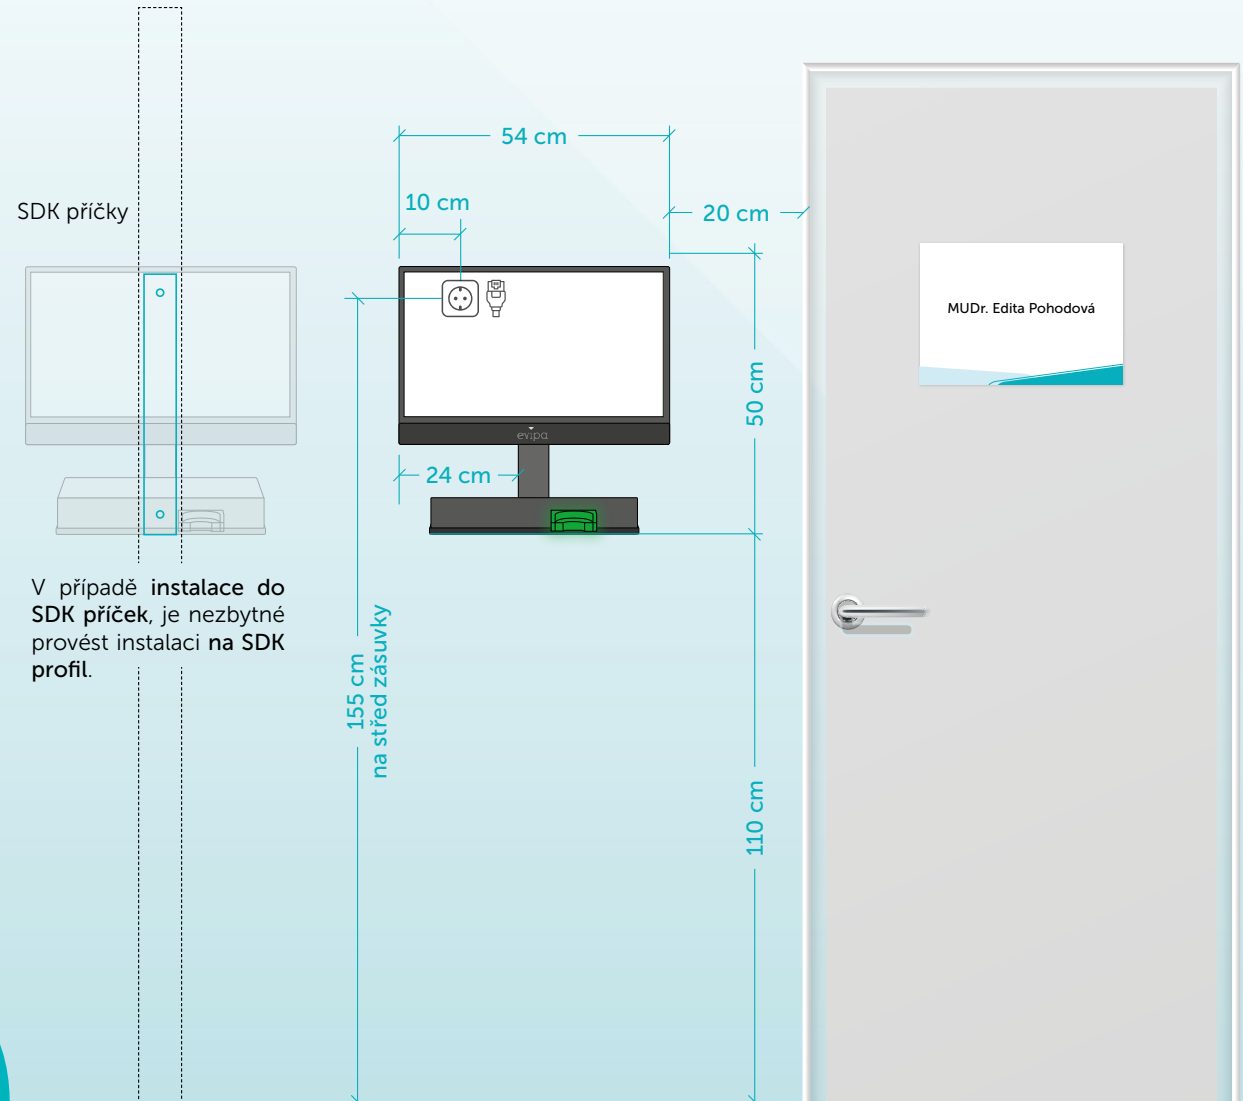 54 cm
10 cm
SDK příčky
20 cm
MUDr. Edita Pohodová
50 cm
evipa
24 cm
V případě instalace do
SDK příček, je nezbytné
provést instalaci na SDK
profil.
155 cm
na střed zásuvky
110 cm